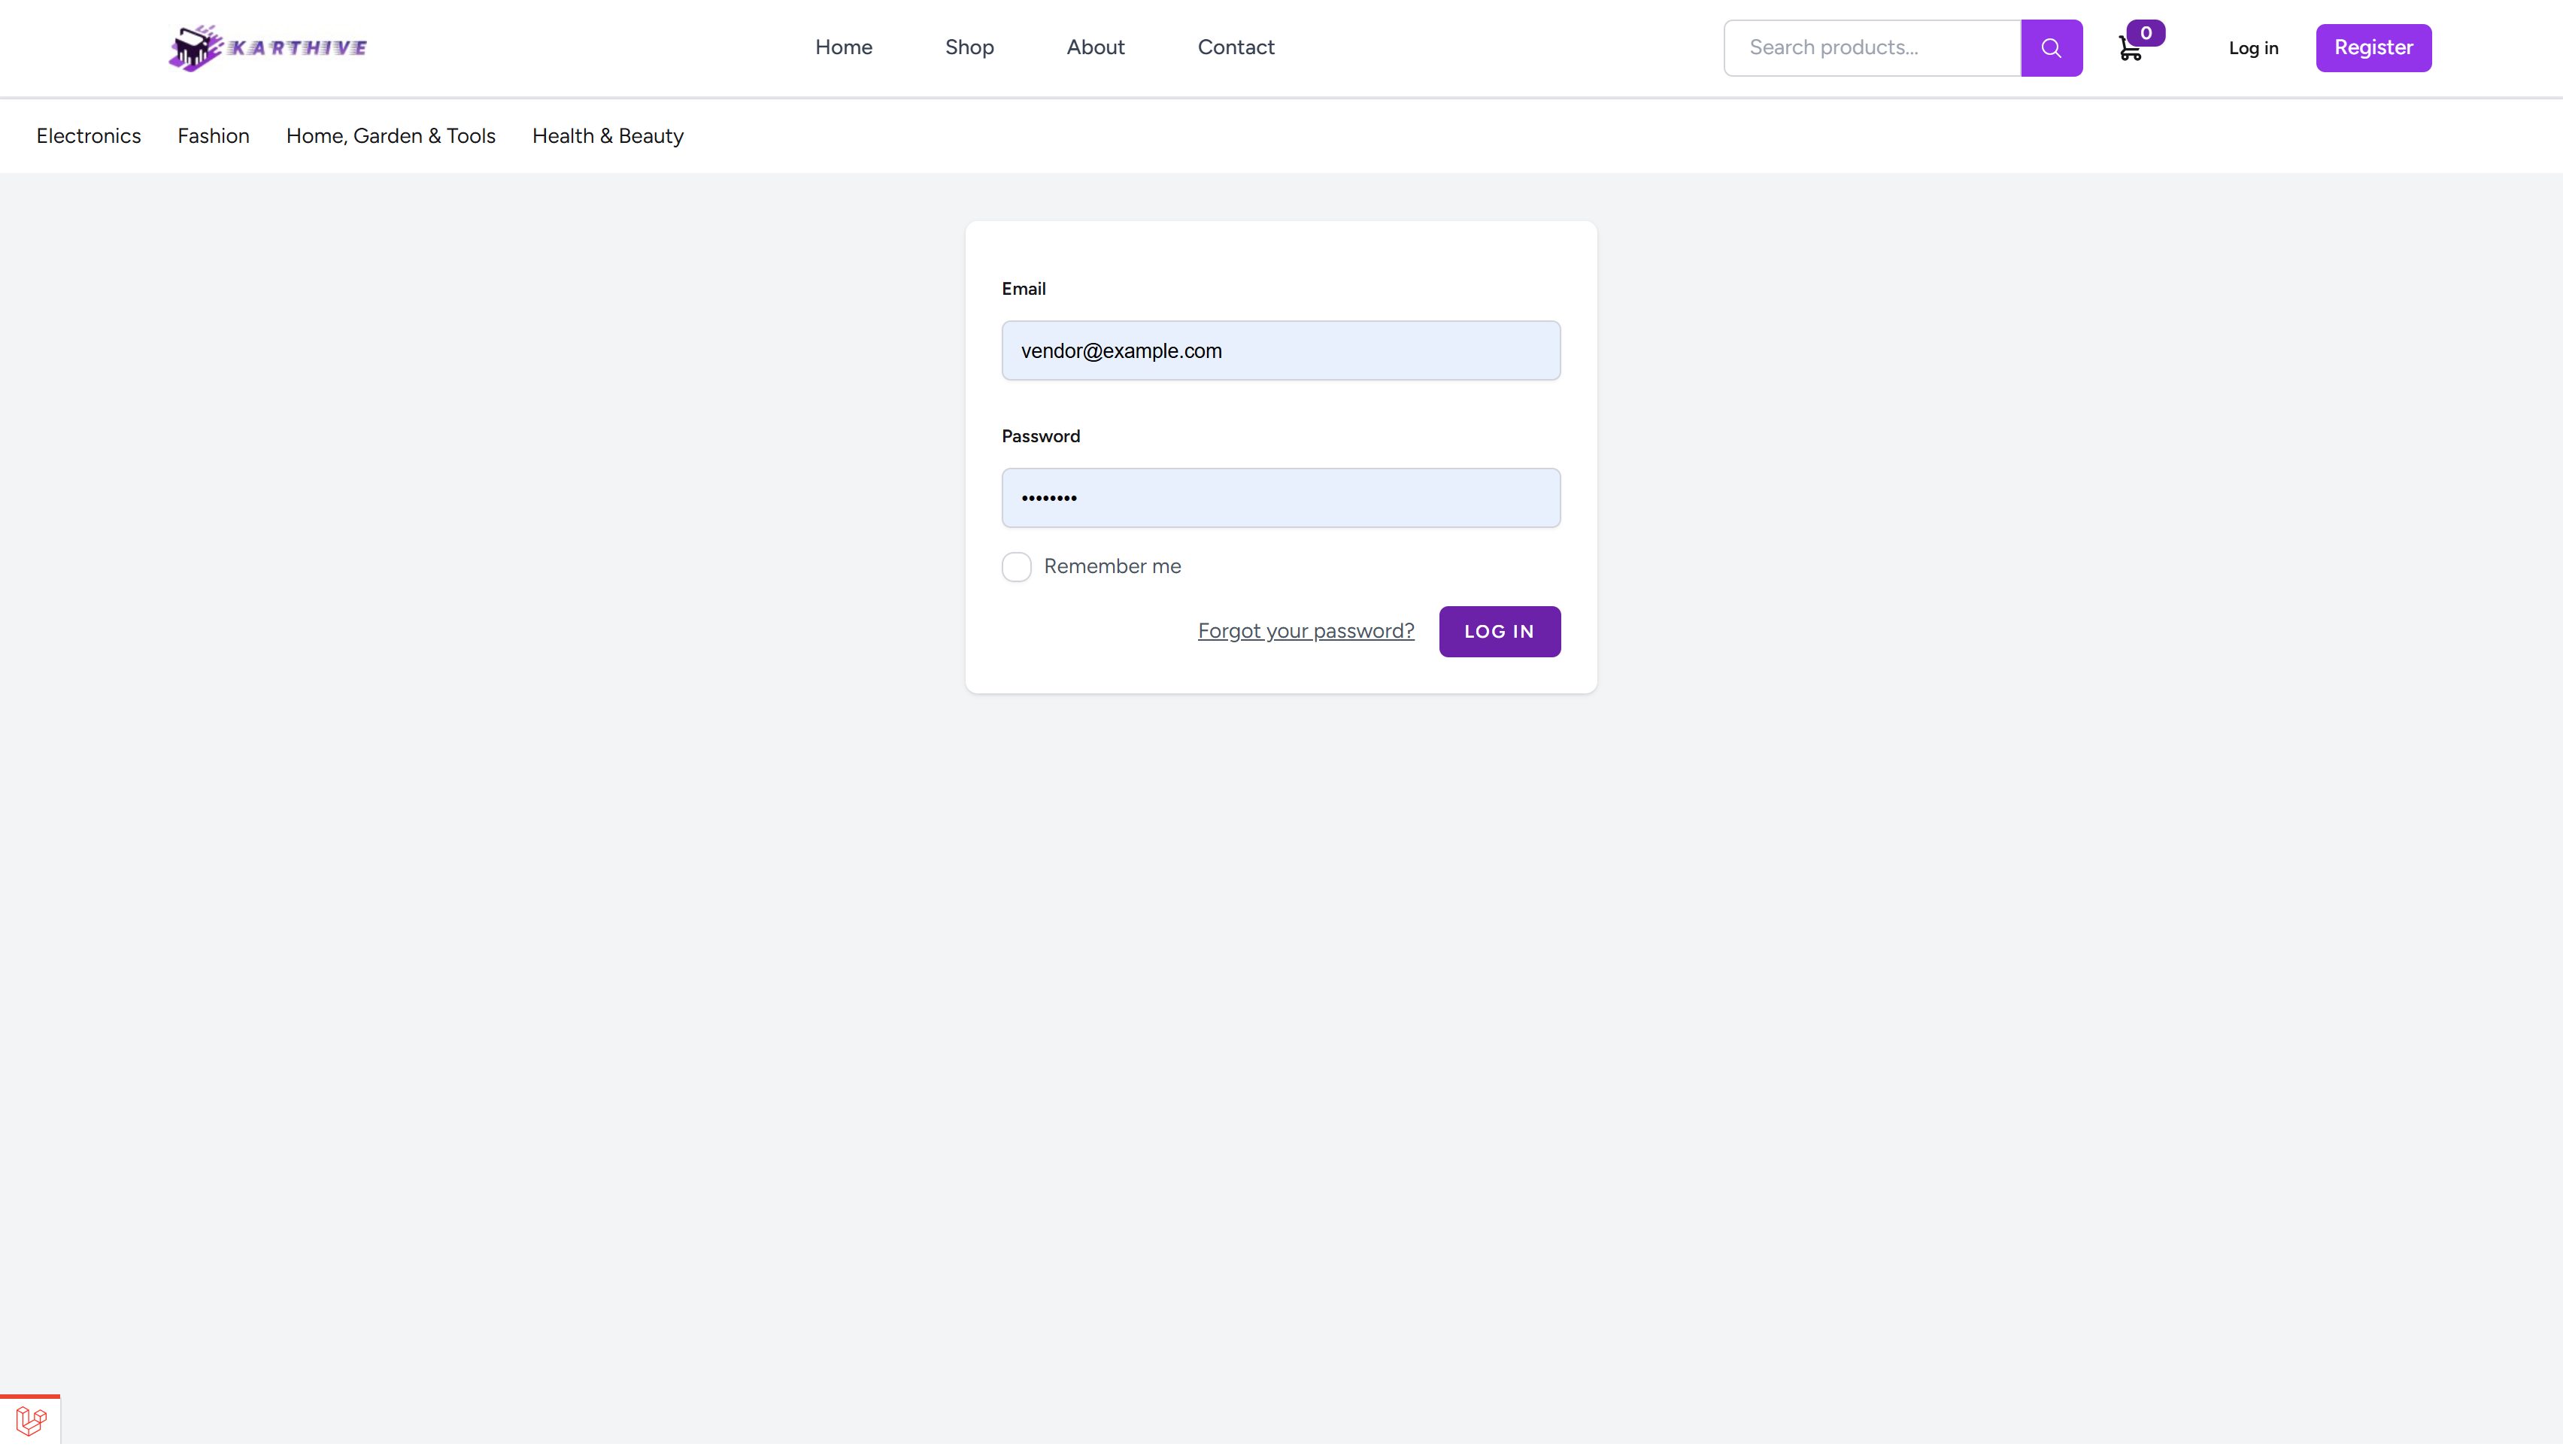 KARTHIVE
Home Shop About Contact
Search products...
0
Log in
Register
Electronics Fashion Home, Garden & Tools Health & Beauty
Email
vendor@example.com
Password
••••••••
Remember me
Forgot your password?
LOG IN